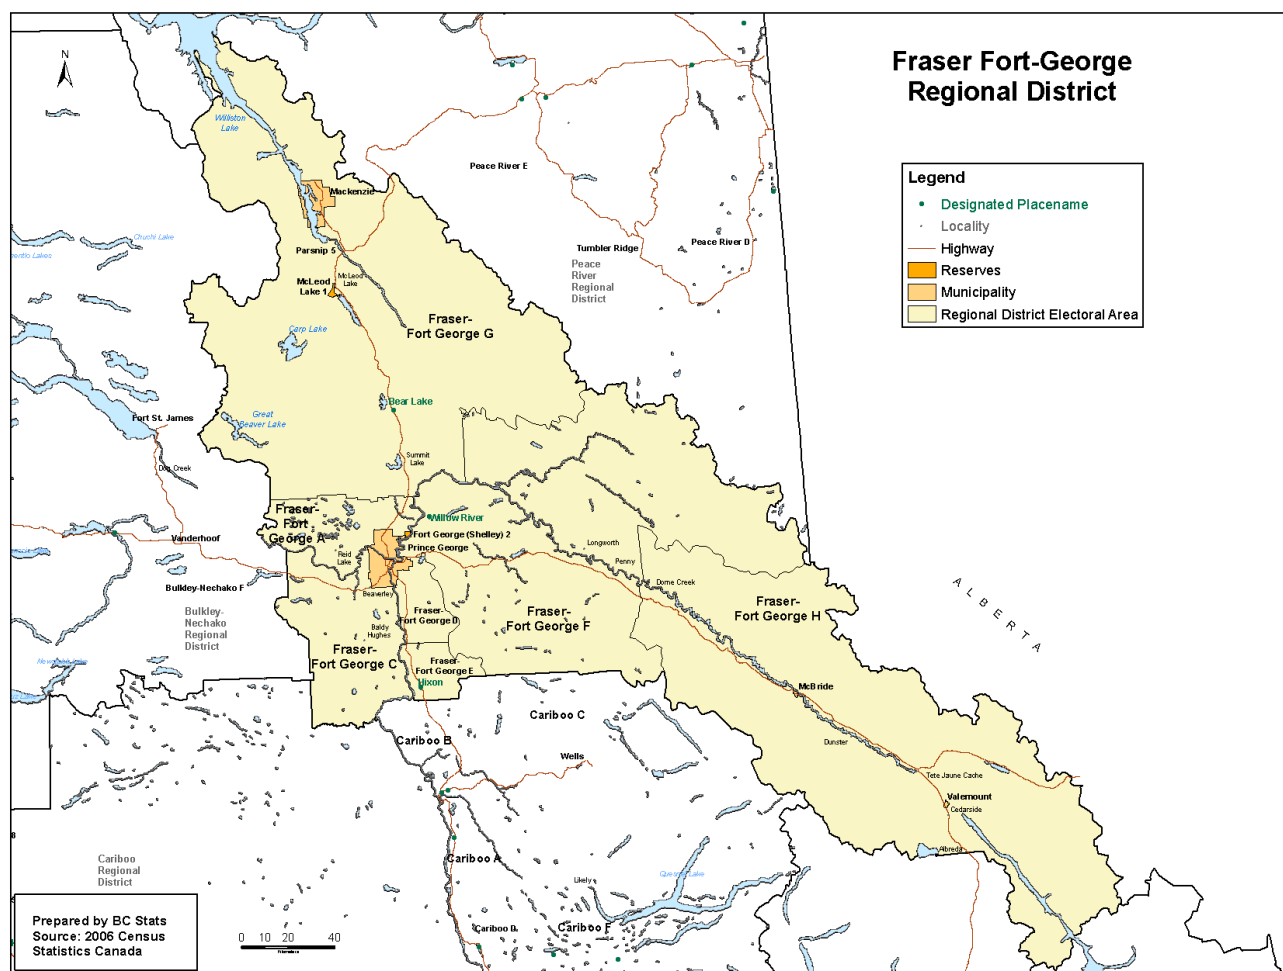 Fraser Fort-George
Regional District
N
Williston
Lake
Peace River E
Legend
Designated Placename
Locality
Highway
Reserves
Municipality
Regional District Electoral Area
Mackenzie
Chuchi Lake
Parsnip 5
Tumbler Ridge
Peace River D
Peace
River
Regional
District
McLeod
Lake 1
McLeod
Lake
Fraser-
Fort George G
Carp Lake
Bear Lake
Fort St. James
Great
Beaver Lake
Summit
Lake
Dog Creek
Fraser-
Fort
George A
Willow River
Vanderhoof
Fort George (Shelley) 2
Prince George
Reid
Lake
Longworth
Penny
Dome Creek
Bulkley-Nechako F
Beaverley
Bulkley-
Nechako
Regional
District
Fraser-
Fort George D
Fraser-
Fort George F
Fraser-
Fort George H
ALBERTA
Baldy
Hughes
Fraser-
Fort George C
Fraser-
Fort George E
Hixon
McBride
Cariboo C
Cariboo B
Wells
Dunster
Tete Jaune Cache
Valemount
Cedarside
Albreda
Cariboo A
Cariboo
Regional
District
Likely
Quesnel Lake
Cariboo F
Prepared by BC Stats
Source: 2006 Census
Statistics Canada
0 10 20 40